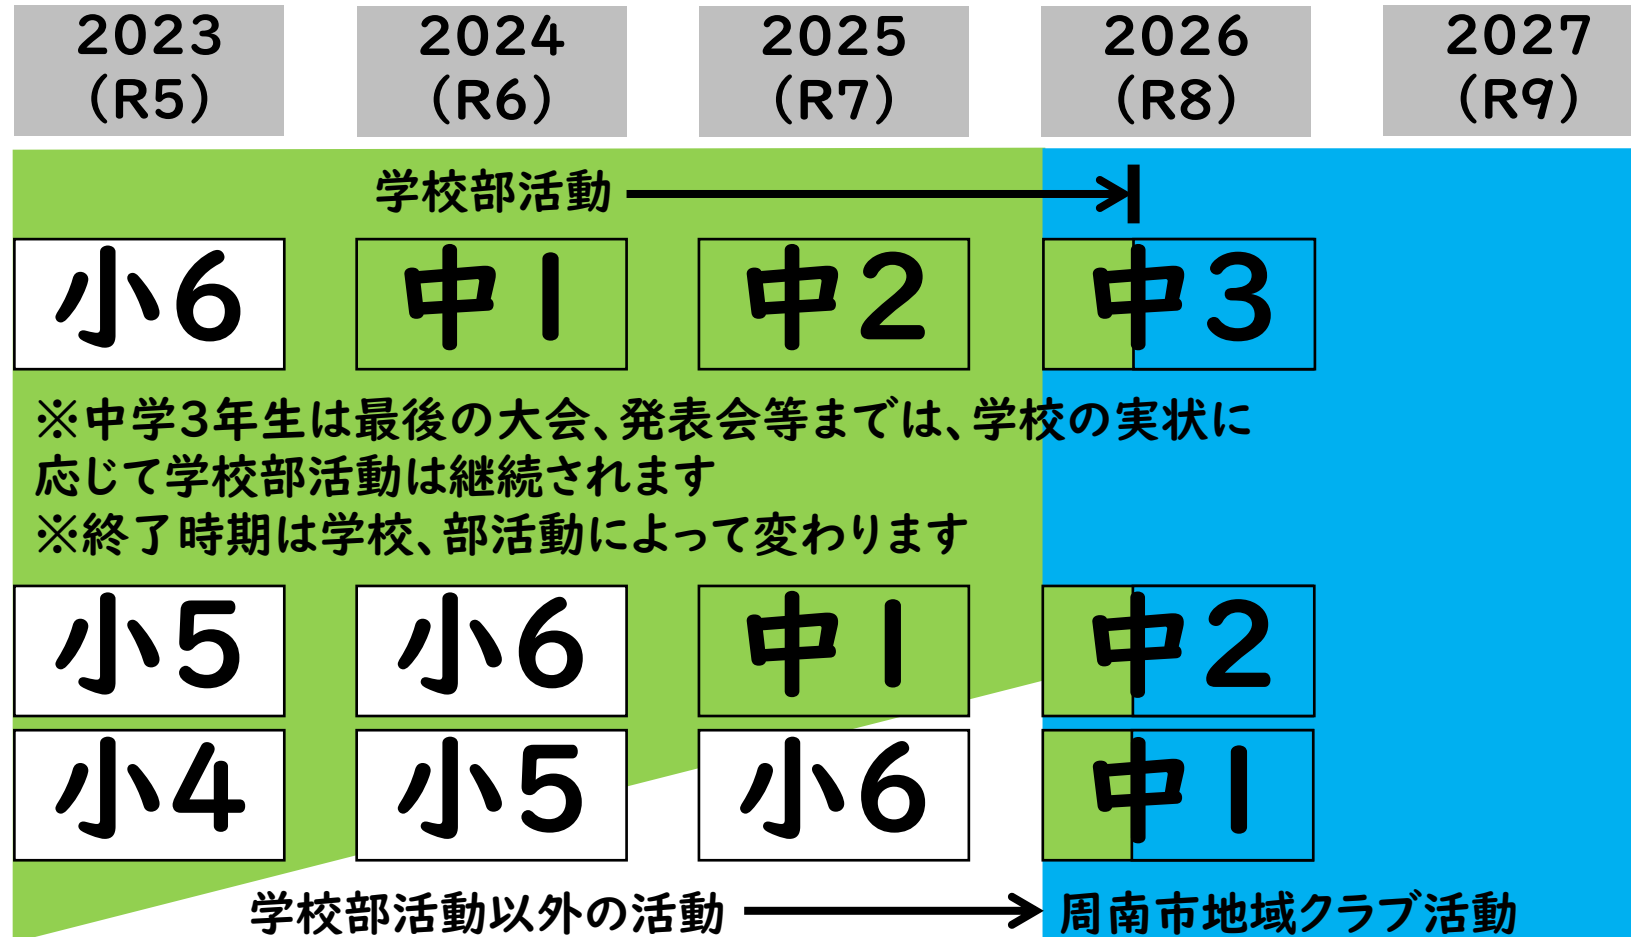 2023
(R5)
2024
(R6)
2025
(R7)
2026
(R8)
2027
(R9)
学校部活動
小6
中1
中2
中3
※中学3年生は最後の大会、発表会等までは、学校の実状に
応じて学校部活動は継続されます
※終了時期は学校、部活動によって変わります
小5
小6
中1
中2
小4
小5
小6
中1
学校部活動以外の活動
周南市地域クラブ活動